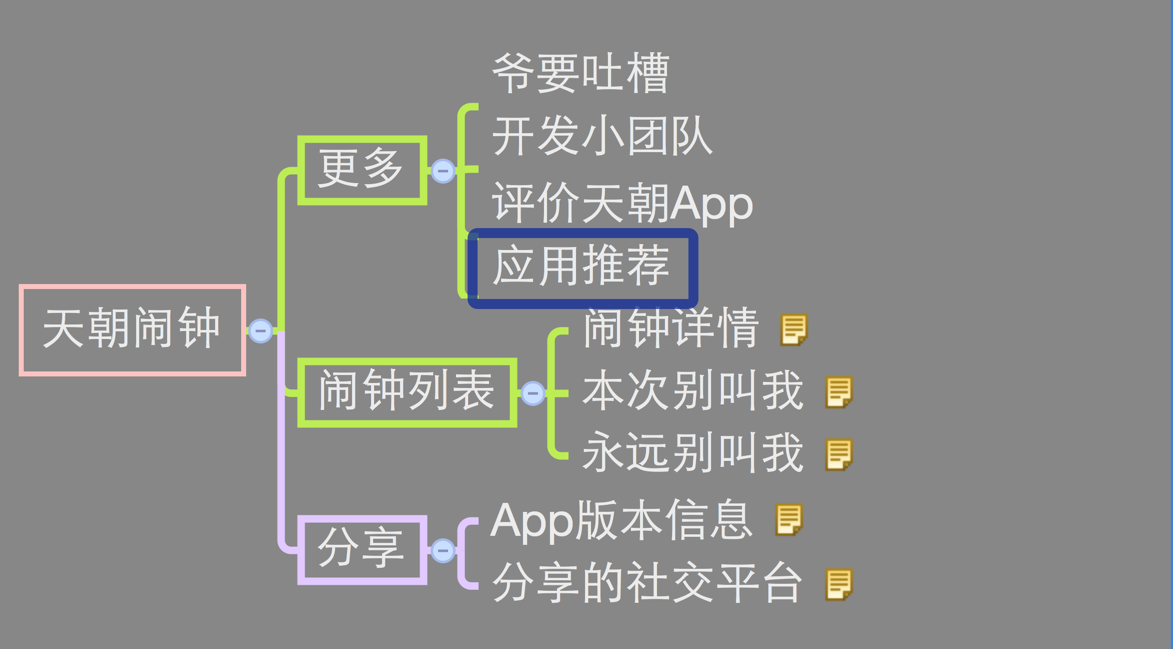 爷要吐槽
开发小团队
更多
评价天朝App
应用推荐
天朝闹钟
闹钟详情
闹钟列表
本次别叫我
永远别叫我
App版本信息
分享
分享的社交平台